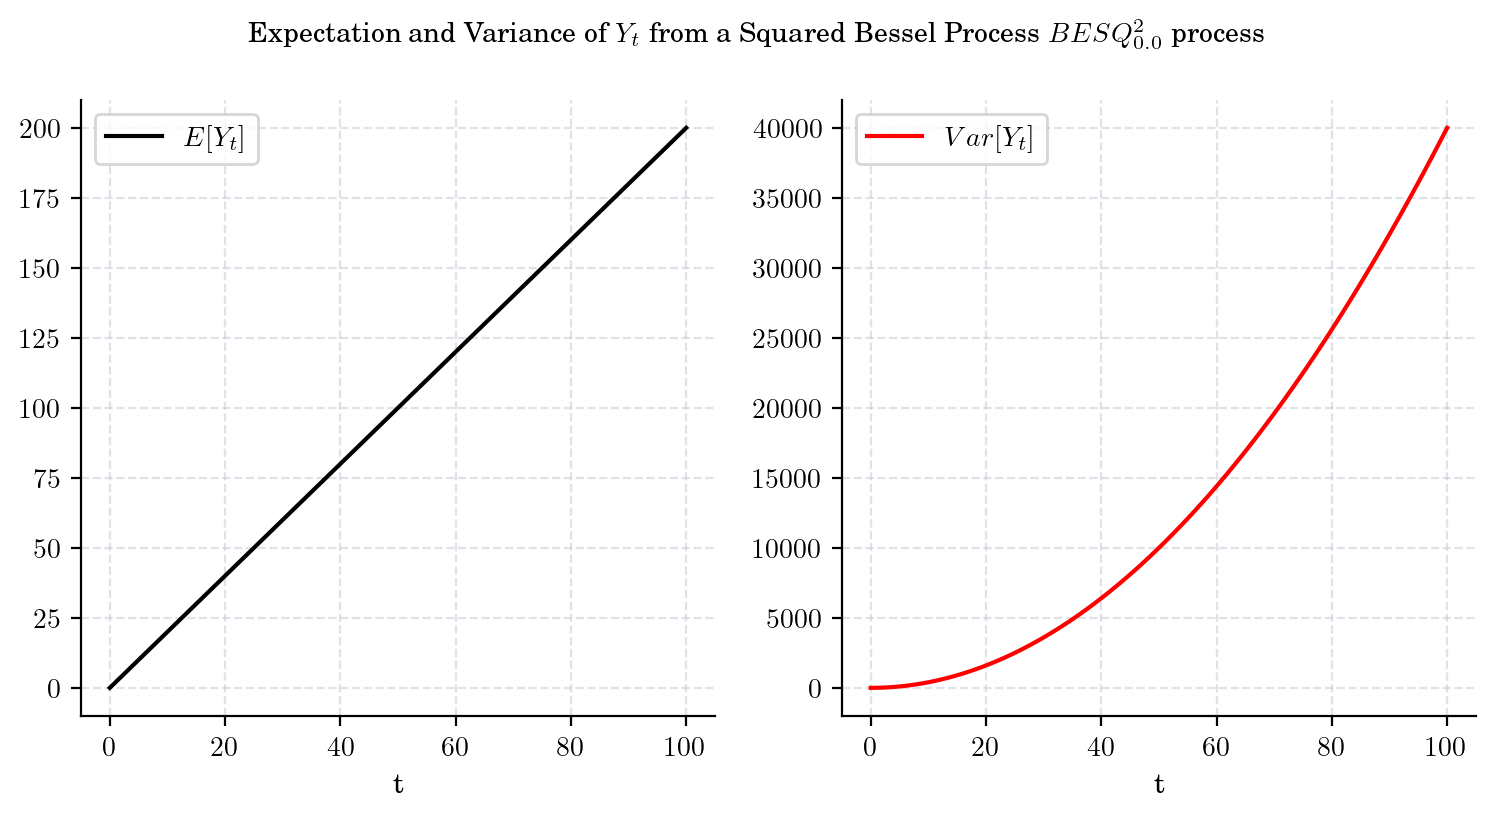 Expectation and Variance of $Y_t$ from a Squared Bessel Process $BESQ^2_{0.0}$ process
$E[Y_t]$
200
175
150
125
100
75
50
25
0
0 20 40 60 80 100
t
$Var[Y_t]$
40000
35000
30000
25000
20000
15000
10000
5000
0
0 20 40 60 80 100
t